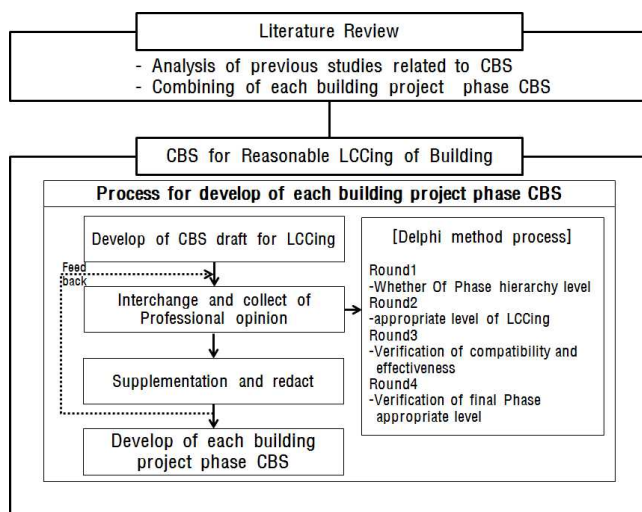 Literature Review
- Analysis of previous studies related to CBS
- Combining of each building project phase CBS
CBS for Reasonable LCCing of Building
Process for develop of each building project phase CBS
Develop of CBS draft for LCCing
Feed
back
Interchange and collect of
Professional opinion
Supplementation and redact
Develop of each building
project phase CBS
[Delphi method process]
Round1
-Whether Of Phase hierarchy level
Round2
-appropriate level of LCCing
Round3
-Verification of compatibility and
effectiveness
Round4
-Verification of final Phase
appropriate level